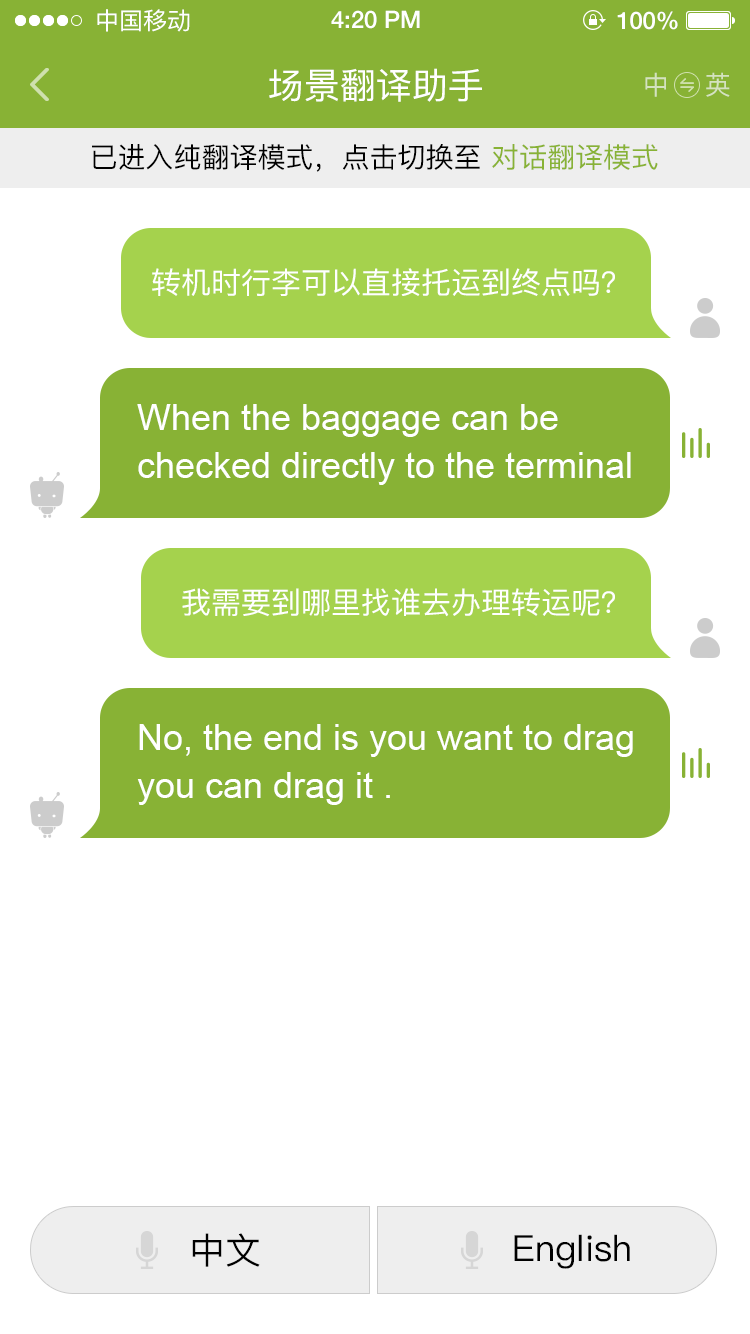 中国移动 4:20 PM 100%
场景翻译助手 中 英
已进入纯翻译模式，点击切换至 对话翻译模式
转机时行李可以直接托运到终点吗?
When the baggage can be
checked directly to the terminal
我需要到哪里找谁去办理转运呢?
No, the end is you want to drag
you can drag it .
中文 English